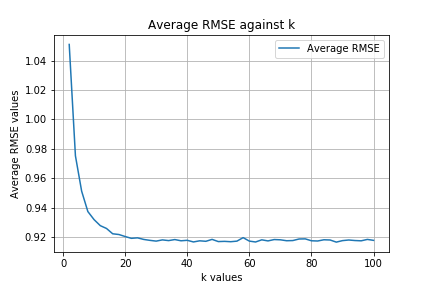 Average RMSE against k
Average RMSE
Average RMSE values
1.04
1.02
1.00
0.98
0.96
0.94
0.92
0 20 40 60 80 100
k values